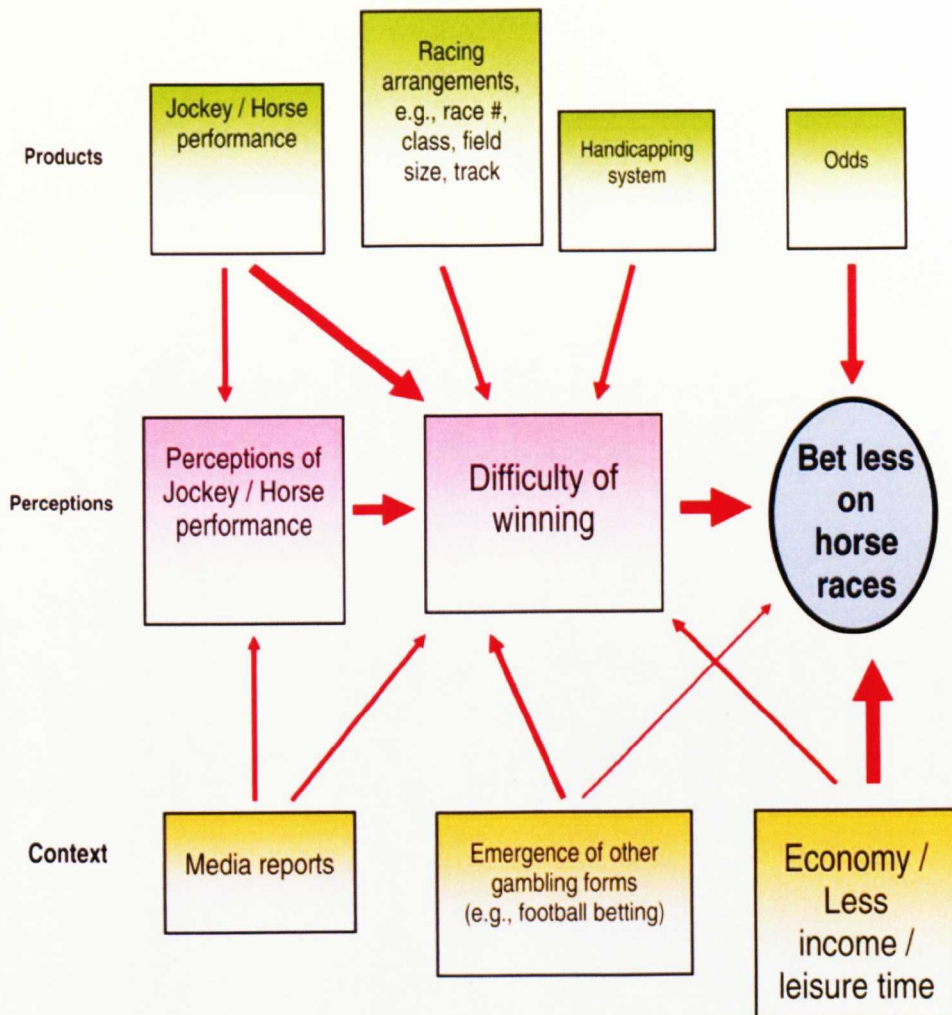 Products
Jockey / Horse
performance
Racing
arrangements,
e.g., race #,
class, field
size, track
Handicapping
system
Odds
Perceptions
Perceptions of
Jockey / Horse
performance
Difficulty of
winning
Bet less
on
horse
races
Context
Media reports
Emergence of other
gambling forms
(e.g., football betting)
Economy /
Less
income /
leisure time